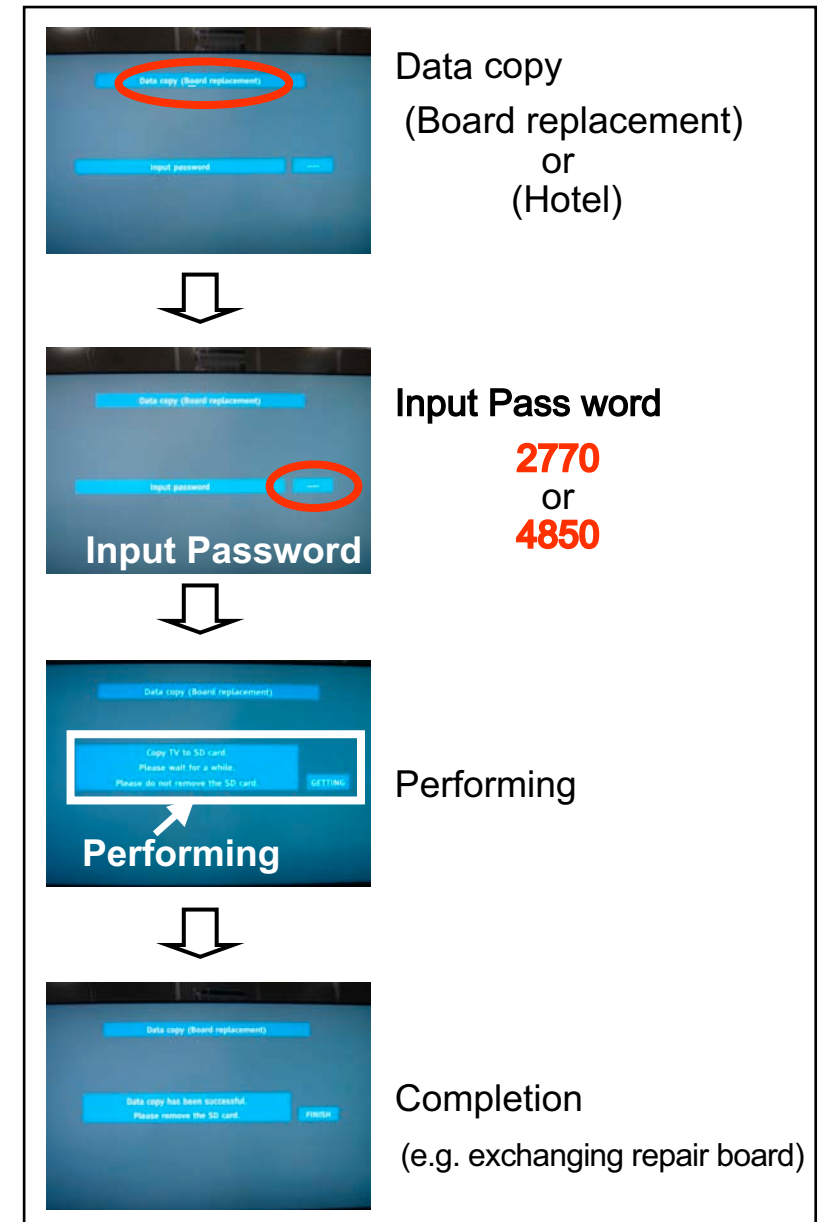 Data copy (Board replacement)
Input password ----
Data copy
(Board replacement)
or
(Hotel)
Data copy (Board replacement)
Input password ----
Input Password
Input Pass word
2770
or
4850
Data copy (Board replacement)
Copy TV to SD card.
Please wait for a while.
Please do not remove the SD card. GETTING
Performing
Performing
Data copy (Board replacement)
Data copy has been successful.
Please remove the SD card. FINISH
Completion
(e.g. exchanging repair board)